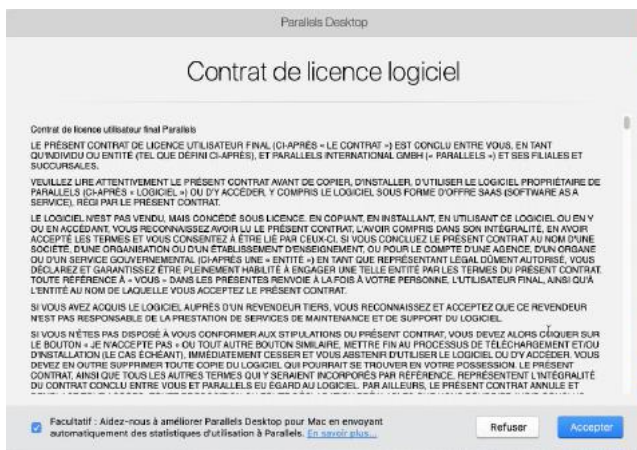 Parallels Desktop
Contrat de licence logiciel
Contrat de licence utilisateur final Parallels
LE PRÉSENT CONTRAT DE LICENCE UTILISATEUR FINAL (CI-APRÈS « LE CONTRAT ») EST CONCLU ENTRE VOUS, EN TANT
QU'INDIVIDU OU ENTITÉ (TEL QUE DÉFINI CI-APRÈS), ET PARALLELS INTERNATIONAL GMBH (« PARALLELS ») ET SES FILIALES ET
SUCCURSALES.
VEUILLEZ LIRE ATTENTIVEMENT LE PRÉSENT CONTRAT AVANT DE COPIER, D'INSTALLER, D'UTILISER LE LOGICIEL PROPRIÉTAIRE DE
PARALLELS (CI-APRÈS « LOGICIEL ») OU D'Y ACCÉDER, Y COMPRIS LE LOGICIEL SOUS FORME D'OFFRE SAAS (SOFTWARE AS A
SERVICE), RÉGI PAR LE PRÉSENT CONTRAT.
LE LOGICIEL N'EST PAS VENDU, MAIS CONCÉDÉ SOUS LICENCE. EN COPIANT, EN INSTALLANT, EN UTILISANT CE LOGICIEL OU EN Y
OU EN ACCÉDANT, VOUS RECONNAISSEZ AVOIR LU LE PRÉSENT CONTRAT, L'AVOIR COMPRIS DANS SON INTÉGRALITÉ, EN AVOIR
ACCEPTÉ LES TERMES ET VOUS CONSENTEZ À ÊTRE LIÉ PAR CEUX-CI. SI VOUS CONCLUEZ LE PRÉSENT CONTRAT AU NOM D'UNE
SOCIÉTÉ, D'UNE ORGANISATION OU D'UN ÉTABLISSEMENT D'ENSEIGNEMENT, OU POUR LE COMPTE D'UNE AGENCE, D'UN ORGANE
OU D'UN SERVICE GOUVERNEMENTAL (CI-APRÈS UNE « ENTITÉ ») EN TANT QUE REPRÉSENTANT LÉGAL DÛMENT AUTORISÉ, VOUS
DÉCLAREZ ET GARANTISSEZ ÊTRE PLEINEMENT HABILITÉ À ENGAGER UNE TELLE ENTITÉ PAR LES TERMES DU PRÉSENT CONTRAT.
TOUTE RÉFÉRENCE À « VOUS » DANS LES PRÉSENTES RENVOIE À LA FOIS À VOTRE PERSONNE, L'UTILISATEUR FINAL, AINSI QU'À
L'ENTITÉ AU NOM DE LAQUELLE VOUS ACCEPTEZ LE PRÉSENT CONTRAT.
SI VOUS AVEZ ACQUIS LE LOGICIEL AUPRÈS D'UN REVENDEUR TIERS, VOUS RECONNAISSEZ ET ACCEPTEZ QUE CE REVENDEUR
N'EST PAS RESPONSABLE DE LA PRESTATION DE SERVICES DE MAINTENANCE ET DE SUPPORT DU LOGICIEL.
SI VOUS N'ÊTES PAS DISPOSÉ À VOUS CONFORMER AUX STIPULATIONS DU PRÉSENT CONTRAT, VOUS DEVEZ ALORS CLIQUER SUR
LE BOUTON « JE N'ACCEPTE PAS » OU TOUT AUTRE BOUTON SIMILAIRE, METTRE FIN AU PROCESSUS DE TÉLÉCHARGEMENT ET/OU
D'INSTALLATION (LE CAS ÉCHÉANT), IMMÉDIATEMENT CESSER ET VOUS ABSTENIR D'UTILISER LE LOGICIEL OU D'Y ACCÉDER. VOUS
DEVEZ EN OUTRE SUPPRIMER TOUTE COPIE DU LOGICIEL QUI POURRAIT SE TROUVER EN VOTRE POSSESSION. LE PRÉSENT
CONTRAT, AINSI QUE TOUS LES AUTRES TERMES QUI Y SERAIENT INCORPORÉS PAR RÉFÉRENCE, REPRÉSENTENT L'INTÉGRALITÉ
DU CONTRAT CONCLU ENTRE VOUS ET PARALLELS EU ÉGARD AU LOGICIEL. PAR AILLEURS, LE PRÉSENT CONTRAT ANNULE ET
Facultatif : Aidez-nous à améliorer Parallels Desktop pour Mac en envoyant
automatiquement des statistiques d'utilisation à Parallels. En savoir plus...
Refuser
Accepter